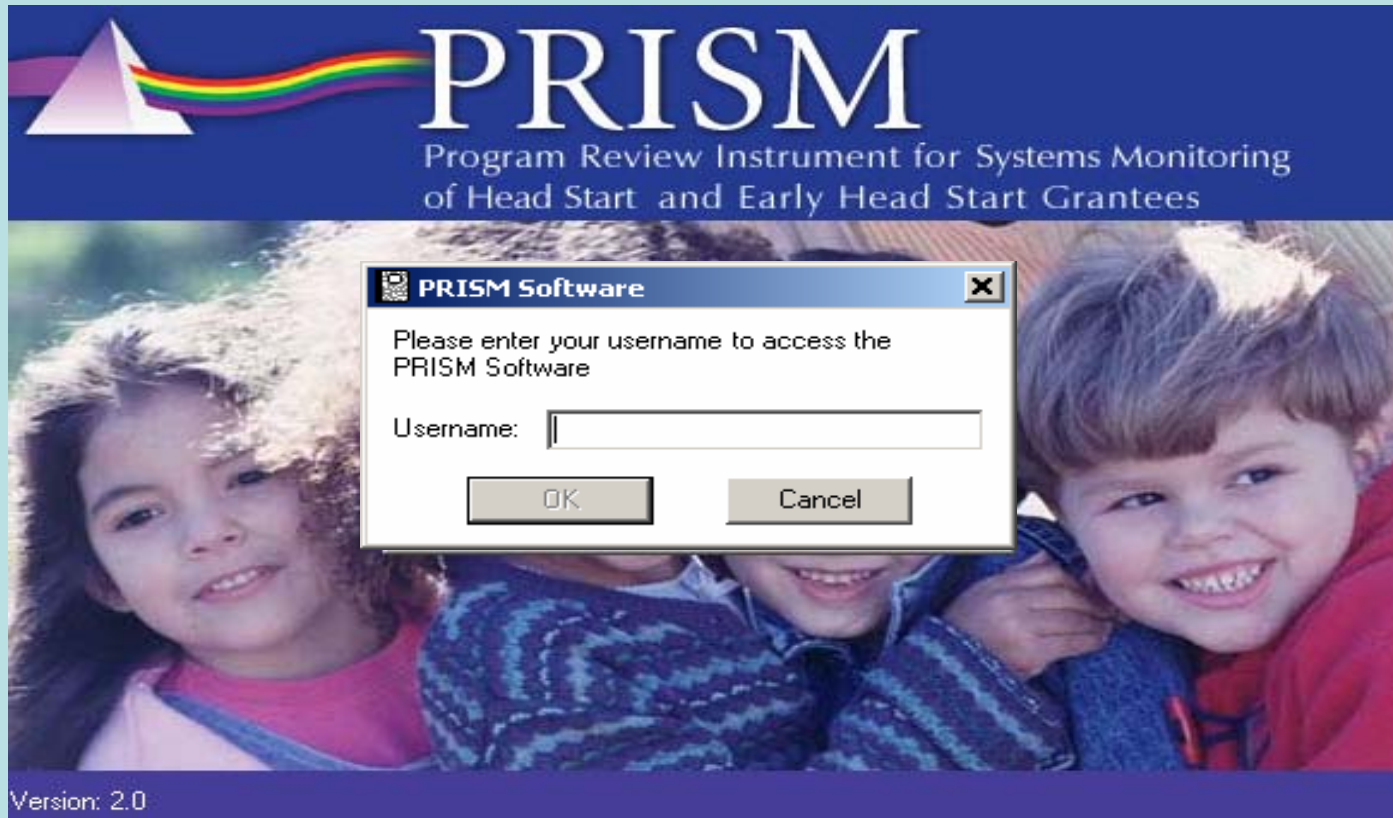 PRISM
Program Review Instrument for Systems Monitoring
of Head Start and Early Head Start Grantees
PRISM Software
Please enter your username to access the
PRISM Software
Username:
OK Cancel
Version: 2.0